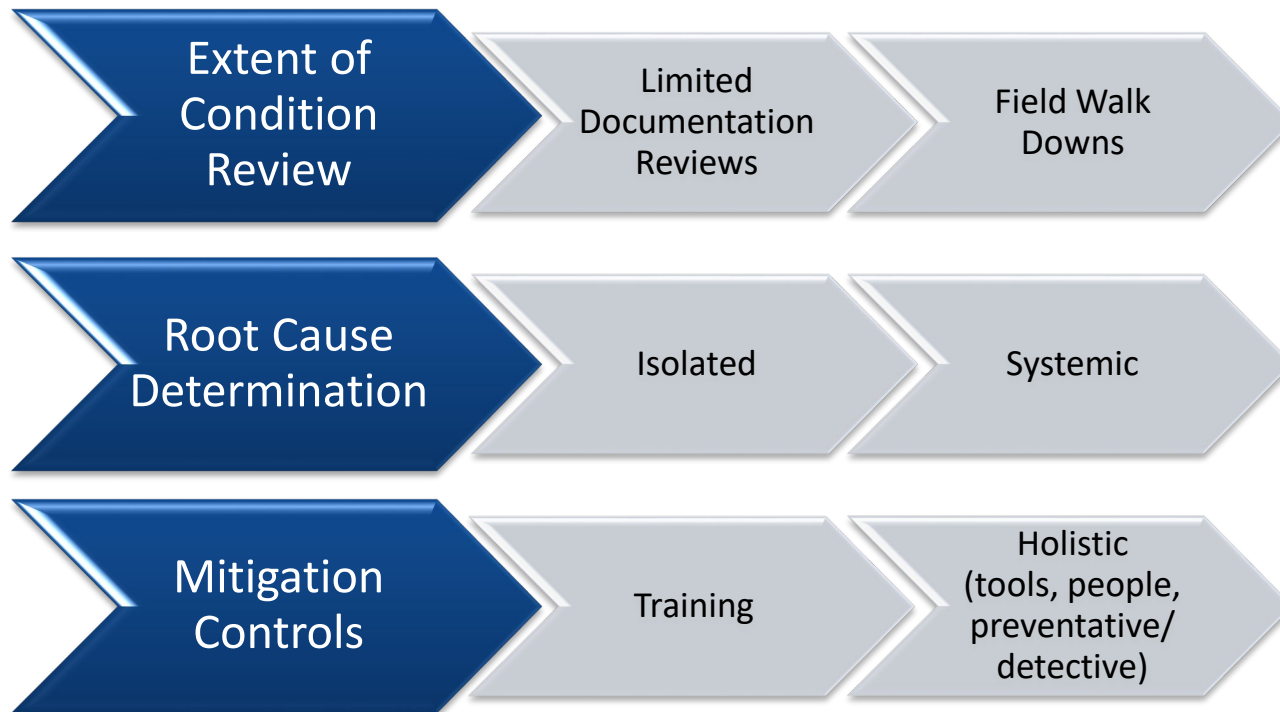 Extent of
Condition
Review
Limited
Documentation
Reviews
Field Walk
Downs
Root Cause
Determination
Isolated
Systemic
Mitigation
Controls
Training
Holistic
(tools, people,
preventative/
detective)